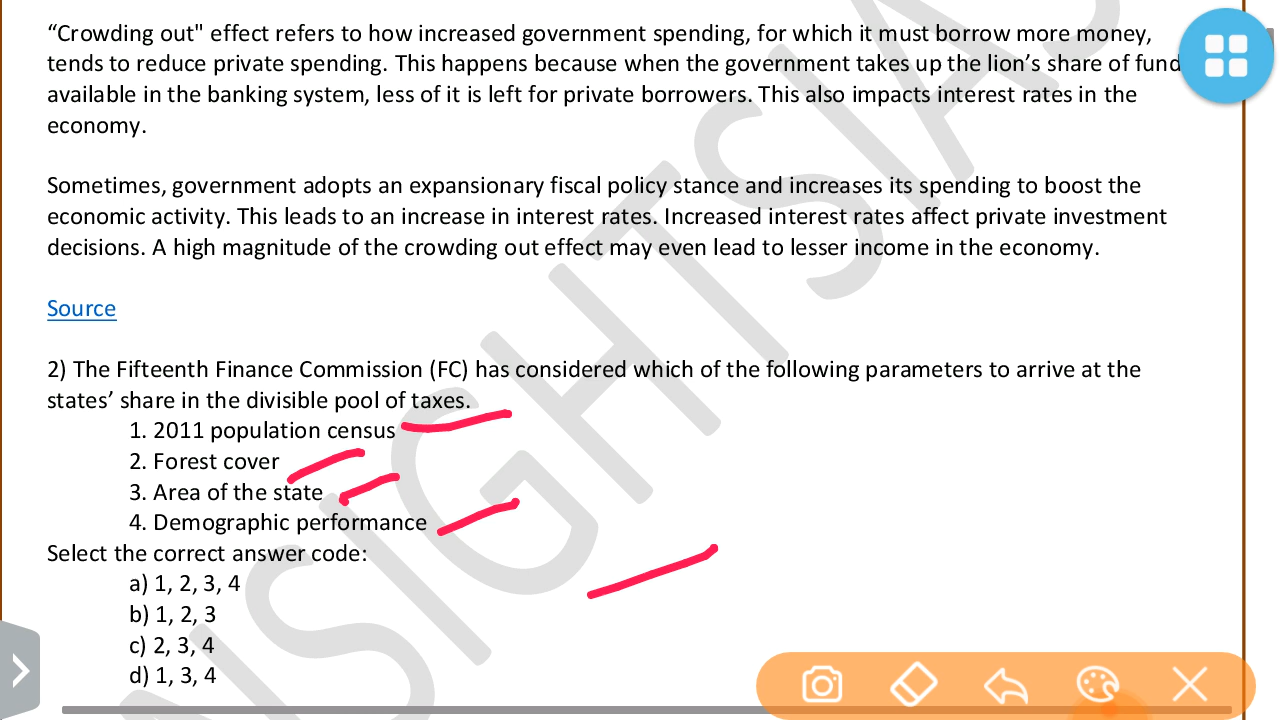 “Crowding out" effect refers to how increased government spending, for which it must borrow more money,
tends to reduce private spending. This happens because when the government takes up the lion’s share of fund
available in the banking system, less of it is left for private borrowers. This also impacts interest rates in the
economy.
Sometimes, government adopts an expansionary fiscal policy stance and increases its spending to boost the
economic activity. This leads to an increase in interest rates. Increased interest rates affect private investment
decisions. A high magnitude of the crowding out effect may even lead to lesser income in the economy.
Source
2) The Fifteenth Finance Commission (FC) has considered which of the following parameters to arrive at the
states’ share in the divisible pool of taxes.
1. 2011 population census
2. Forest cover
3. Area of the state
4. Demographic performance
Select the correct answer code:
a) 1, 2, 3, 4
b) 1, 2, 3
c) 2, 3, 4
d) 1, 3, 4
NSIGHTSIAS